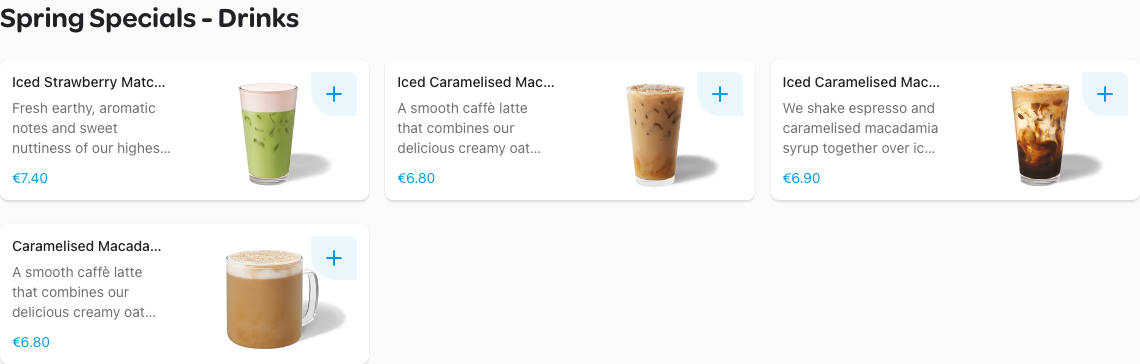 Spring Specials - Drinks
Iced Strawberry Matc...
Fresh earthy, aromatic
notes and sweet
nuttiness of our highes...
€7.40
Iced Caramelised Mac...
A smooth caffè latte
that combines our
delicious creamy oat...
€6.80
Iced Caramelised Mac...
We shake espresso and
caramelised macadamia
syrup together over ic...
€6.90
Caramelised Macada...
A smooth caffè latte
that combines our
delicious creamy oat...
€6.80